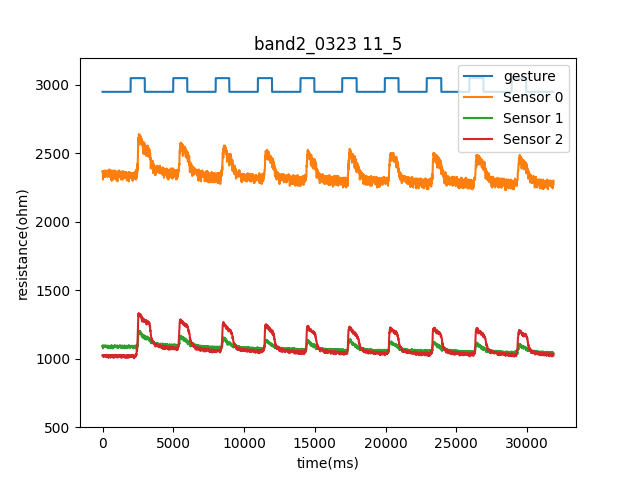 band2_0323 11_5
gesture
Sensor 0
Sensor 1
Sensor 2
3000
2500
2000
1500
1000
500
resistance(ohm)
0
5000
10000
15000
20000
25000
30000
time(ms)